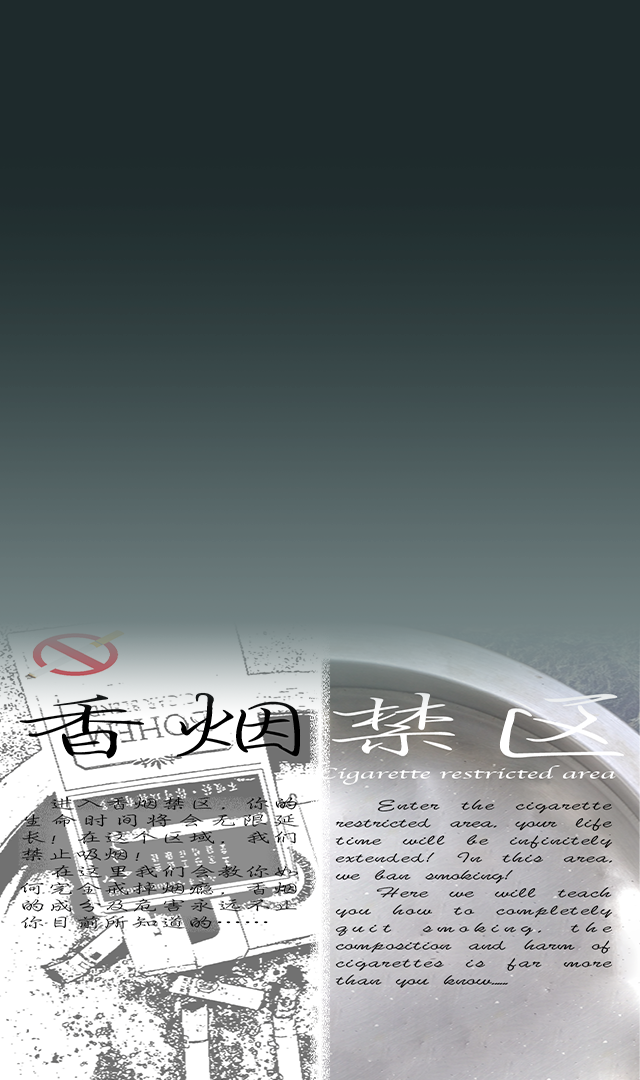 香烟禁区
Cigarette restricted area
进入香烟禁区，你的
生命时间将会无限延
长！在这个区域，我们
禁止吸烟！
在这里我们会教你如
何完全戒掉烟瘾，香烟
的成分及危害永远不止
你目前所知道的……
Enter the cigarette
restricted area, your life
time will be infinitely
extended! In this area,
we ban smoking!
Here we will teach
you how to completely
quit smoking, the
composition and harm of
cigarettes is far more
than you know......